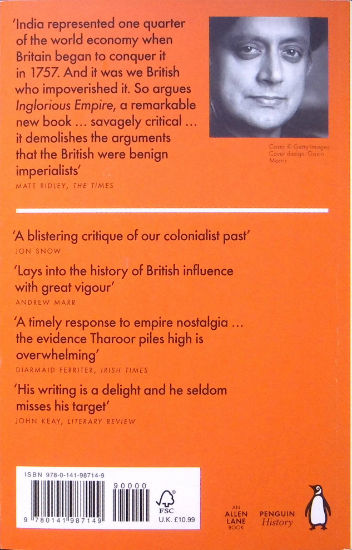 ‘India represented one quarter
of the world economy when
Britain began to conquer it
in 1757. And it was we British
who impoverished it. So argues
Inglorious Empire, a remarkable
new book ... savagely critical ...
it demolishes the arguments
that the British were benign
imperialists’
MATT RIDLEY, THE TIMES
Cover design: Gavin
Morris
‘A blistering critique of our colonialist past’
JON SNOW
‘Lays into the history of British influence
with great vigour’
ANDREW MARR
‘A timely response to empire nostalgia ...
the evidence Tharoor piles high is
overwhelming’
DIARMAID FERRITER, IRISH TIMES
‘His writing is a delight and he seldom
misses his target’
JOHN KEAY, LITERARY REVIEW
ISBN 978-0-141-98714-9
90000
9 780141 987149
FSC
U.K. £10.99
AN
ALLEN
LANE
BOOK
PENGUIN
History